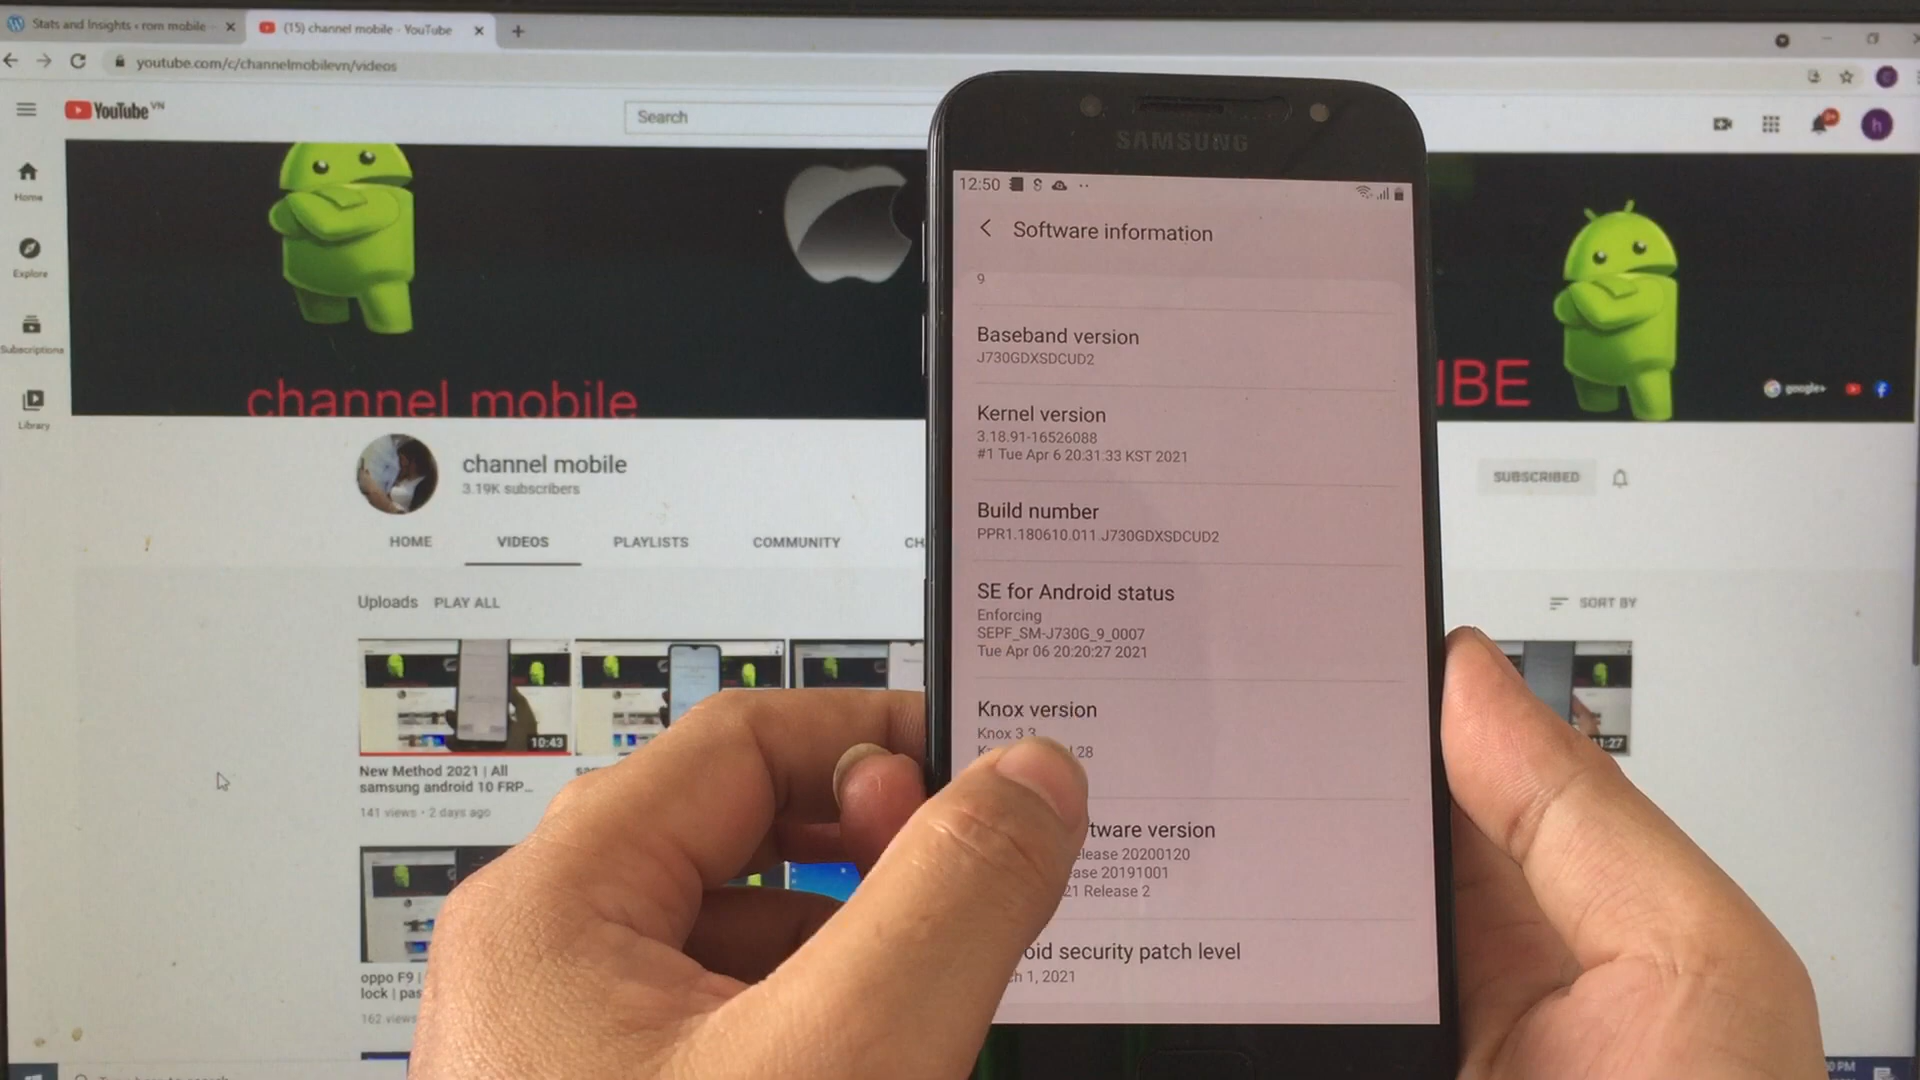 Stats and Insights ‹ rom mobile
(15) channel mobile - YouTube
youtube.com/c/channelmobilevn/videos
YouTube VN
Search
h
Home
Explore
Subscriptions
Library
channel mobile
IBE
google+
channel mobile
3.19K subscribers
SUBSCRIBED
HOME
VIDEOS
PLAYLISTS
COMMUNITY
CH
Uploads
PLAY ALL
SORT BY
10:43
11:27
New Method 2021 | All
samsung android 10 FRP...
141 views • 2 days ago
oppo F9 |
lock | pas
162 views
SAMSUNG
12:50
Software information
9
Baseband version
J730GDXSDCUD2
Kernel version
3.18.91-16526088
#1 Tue Apr 6 20:31:33 KST 2021
Build number
PPR1.180610.011.J730GDXSDCUD2
SE for Android status
Enforcing
SEPF_SM-J730G_9_0007
Tue Apr 06 20:20:27 2021
Knox version
Knox 3.3
28
tware version
elease 20200120
ease 20191001
21 Release 2
oid security patch level
ch 1, 2021